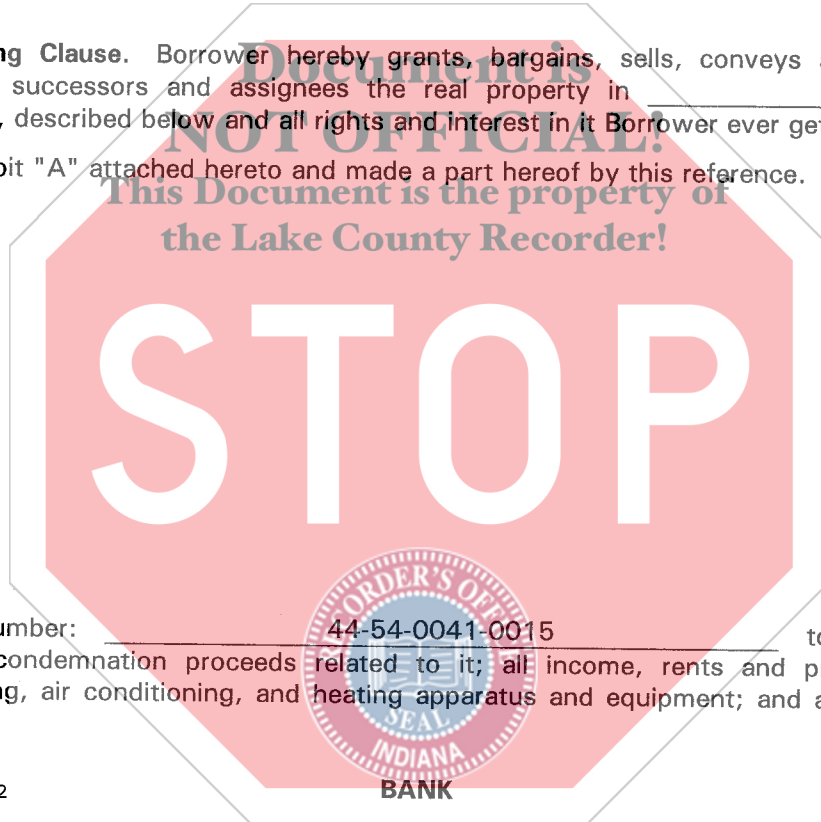 ng Clause. Borrower hereby grants, bargains, sells, conveys a
Document is
successors and assignees the real property in
, described below and all rights and interest in it Borrower ever get
NOT OFFICIAL!
bit "A" attached hereto and made a part hereof by this reference.
This Document is the property of
the Lake County Recorder!
STOP
RECORDER'S OFFICE
umber: 44-54-0041-0015 to
condemnation proceeds related to it; all income, rents and p
ng, air conditioning, and heating apparatus and equipment; and a
SEAL
INDIANA
2 BANK